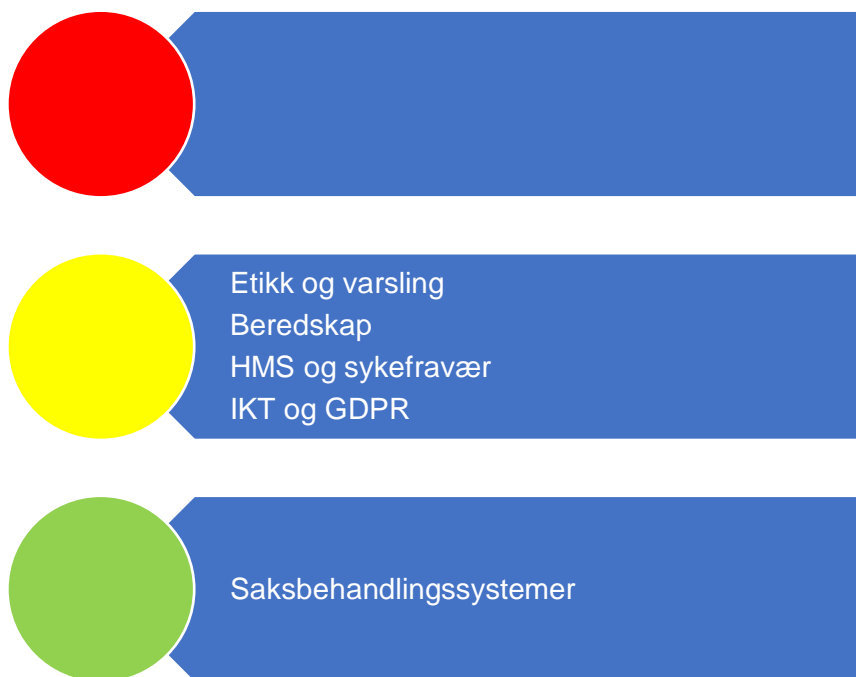 Etikk og varsling
Beredskap
HMS og sykefravær
IKT og GDPR
Saksbehandlingssystemer